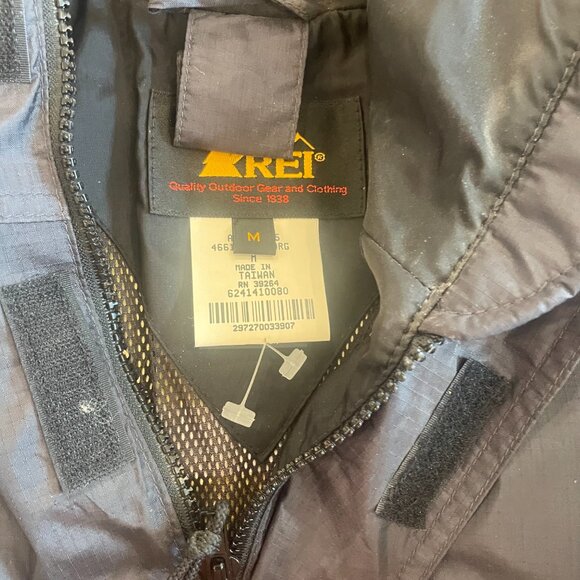 REI®
Quality Outdoor Gear and Clothing
Since 1938
M
M
MADE IN
TAIWAN
RN 39264
6241410080
297270033907